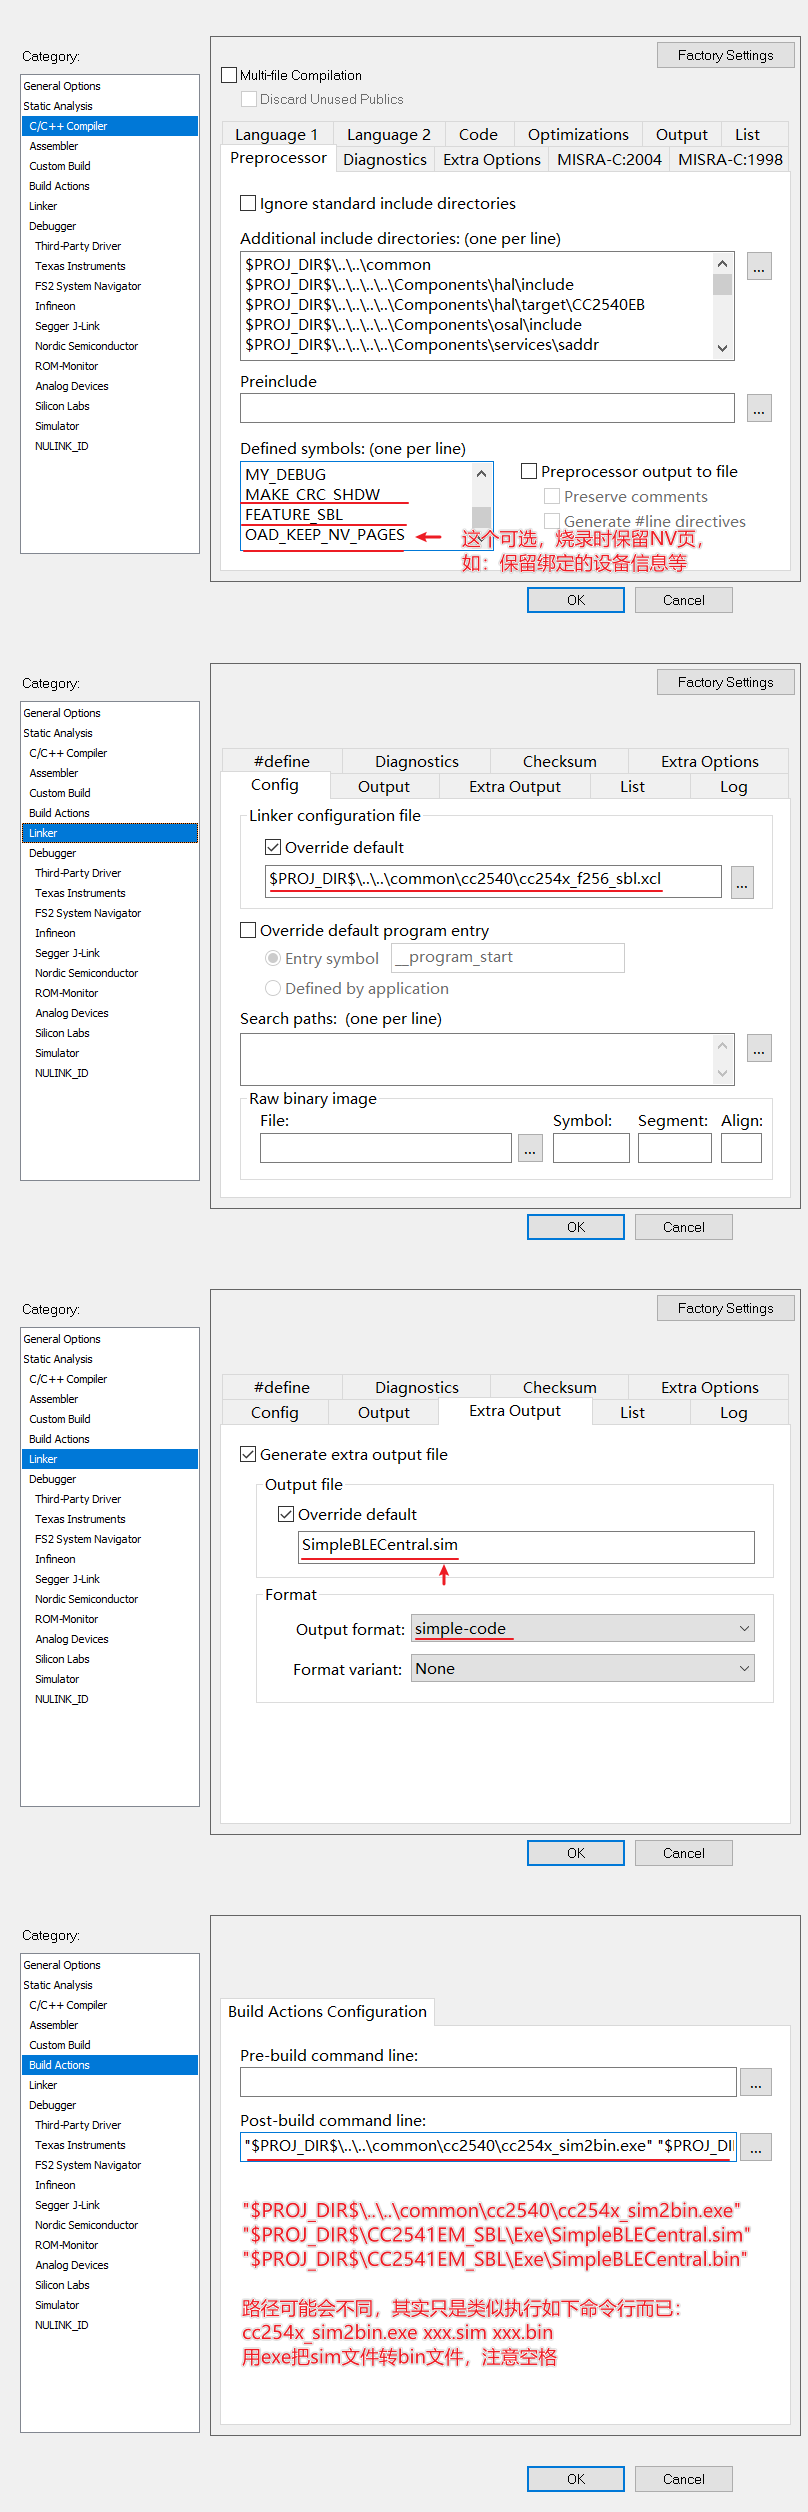 Category:
General Options
Static Analysis
C/C++ Compiler
Assembler
Custom Build
Build Actions
Linker
Debugger
Third-Party Driver
Texas Instruments
FS2 System Navigator
Infineon
Segger J-Link
Nordic Semiconductor
ROM-Monitor
Analog Devices
Silicon Labs
Simulator
NULINK_ID
Factory Settings
Multi-file Compilation
Discard Unused Publics
Language 1 Language 2 Code Optimizations Output List
Preprocessor Diagnostics Extra Options MISRA-C:2004 MISRA-C:1998
Ignore standard include directories
Additional include directories: (one per line)
$PROJ_DIR$\..\..\common
$PROJ_DIR$\..\..\..\..\Components\hal\include
$PROJ_DIR$\..\..\..\..\Components\hal\target\CC2540EB
$PROJ_DIR$\..\..\..\..\Components\osal\include
$PROJ_DIR$\..\..\..\..\Components\services\saddr
...
Preinclude
...
Defined symbols: (one per line)
MY_DEBUG
MAKE_CRC_SHDW
FEATURE_SBL
OAD_KEEP_NV_PAGES
Preprocessor output to file
Preserve comments
Generate #line directives
这个可选，烧录时保留NV页，
如：保留绑定的设备信息等
OK Cancel
Category:
General Options
Static Analysis
C/C++ Compiler
Assembler
Custom Build
Build Actions
Linker
Debugger
Third-Party Driver
Texas Instruments
FS2 System Navigator
Infineon
Segger J-Link
Nordic Semiconductor
ROM-Monitor
Analog Devices
Silicon Labs
Simulator
NULINK_ID
Factory Settings
#define Diagnostics Checksum Extra Options
Config Output Extra Output List Log
Linker configuration file
Override default
$PROJ_DIR$\..\..\common\cc2540\cc254x_f256_sbl.xcl
...
Override default program entry
Entry symbol __program_start
Defined by application
Search paths: (one per line)
...
Raw binary image
File: Symbol: Segment: Align:
...
OK Cancel
Category:
General Options
Static Analysis
C/C++ Compiler
Assembler
Custom Build
Build Actions
Linker
Debugger
Third-Party Driver
Texas Instruments
FS2 System Navigator
Infineon
Segger J-Link
Nordic Semiconductor
ROM-Monitor
Analog Devices
Silicon Labs
Simulator
NULINK_ID
Factory Settings
#define Diagnostics Checksum Extra Options
Config Output Extra Output List Log
Generate extra output file
Output file
Override default
SimpleBLECentral.sim
Format
Output format: simple-code
Format variant: None
OK Cancel
Category:
General Options
Static Analysis
C/C++ Compiler
Assembler
Custom Build
Build Actions
Linker
Debugger
Third-Party Driver
Texas Instruments
FS2 System Navigator
Infineon
Segger J-Link
Nordic Semiconductor
ROM-Monitor
Analog Devices
Silicon Labs
Simulator
NULINK_ID
Build Actions Configuration
Pre-build command line:
...
Post-build command line:
"$PROJ_DIR$\..\..\common\cc2540\cc254x_sim2bin.exe" "$PROJ_DI
...
"$PROJ_DIR$\..\..\common\cc2540\cc254x_sim2bin.exe"
"$PROJ_DIR$\CC2541EM_SBL\Exe\SimpleBLECentral.sim"
"$PROJ_DIR$\CC2541EM_SBL\Exe\SimpleBLECentral.bin"
路径可能会不同，其实只是类似执行如下命令行而已：
cc254x_sim2bin.exe xxx.sim xxx.bin
用exe把sim文件转bin文件，注意空格
OK Cancel